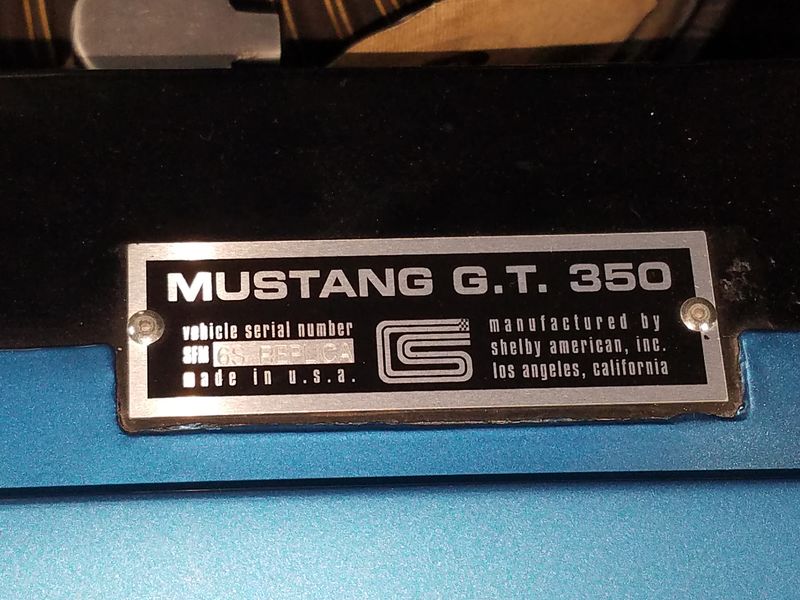 MUSTANG G.T. 350
vehicle serial number
SFM 6S REPLICA
made in u.s.a.
manufactured by
shelby american, inc.
los angeles, california